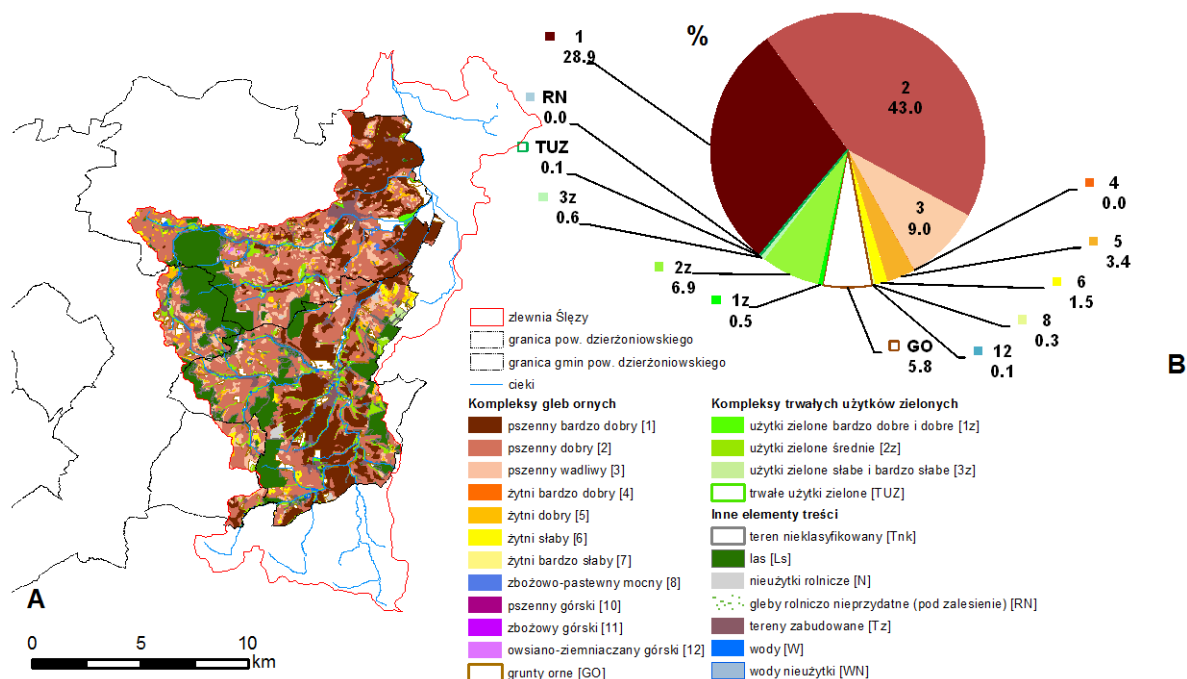 %
1
28.9
RN
0.0
TUZ
0.1
3z
0.6
2z
6.9
1z
0.5
2
43.0
3
9.0
4
0.0
5
3.4
6
1.5
8
0.3
12
0.1
GO
5.8
B
zlewnia Ślęzy
granica pow. dzierżoniowskiego
granica gmin pow. dzierżoniowskiego
cieki
Kompleksy gleb ornych
pszenny bardzo dobry [1]
pszenny dobry [2]
pszenny wadliwy [3]
żytni bardzo dobry [4]
żytni dobry [5]
żytni słaby [6]
żytni bardzo słaby [7]
zbożowo-pastewny mocny [8]
pszenny górski [10]
zbożowy górski [11]
owsiano-ziemniaczany górski [12]
grunty orne [GO]
Kompleksy trwałych użytków zielonych
użytki zielone bardzo dobre i dobre [1z]
użytki zielone średnie [2z]
użytki zielone słabe i bardzo słabe [3z]
trwałe użytki zielone [TUZ]
Inne elementy treści
teren nieklasyfikowany [Tnk]
las [Ls]
nieużytki rolnicze [N]
gleby rolniczo nieprzydatne (pod zalesienie) [RN]
tereny zabudowane [Tz]
wody [W]
wody nieużytki [WN]
A
0 5 10
km